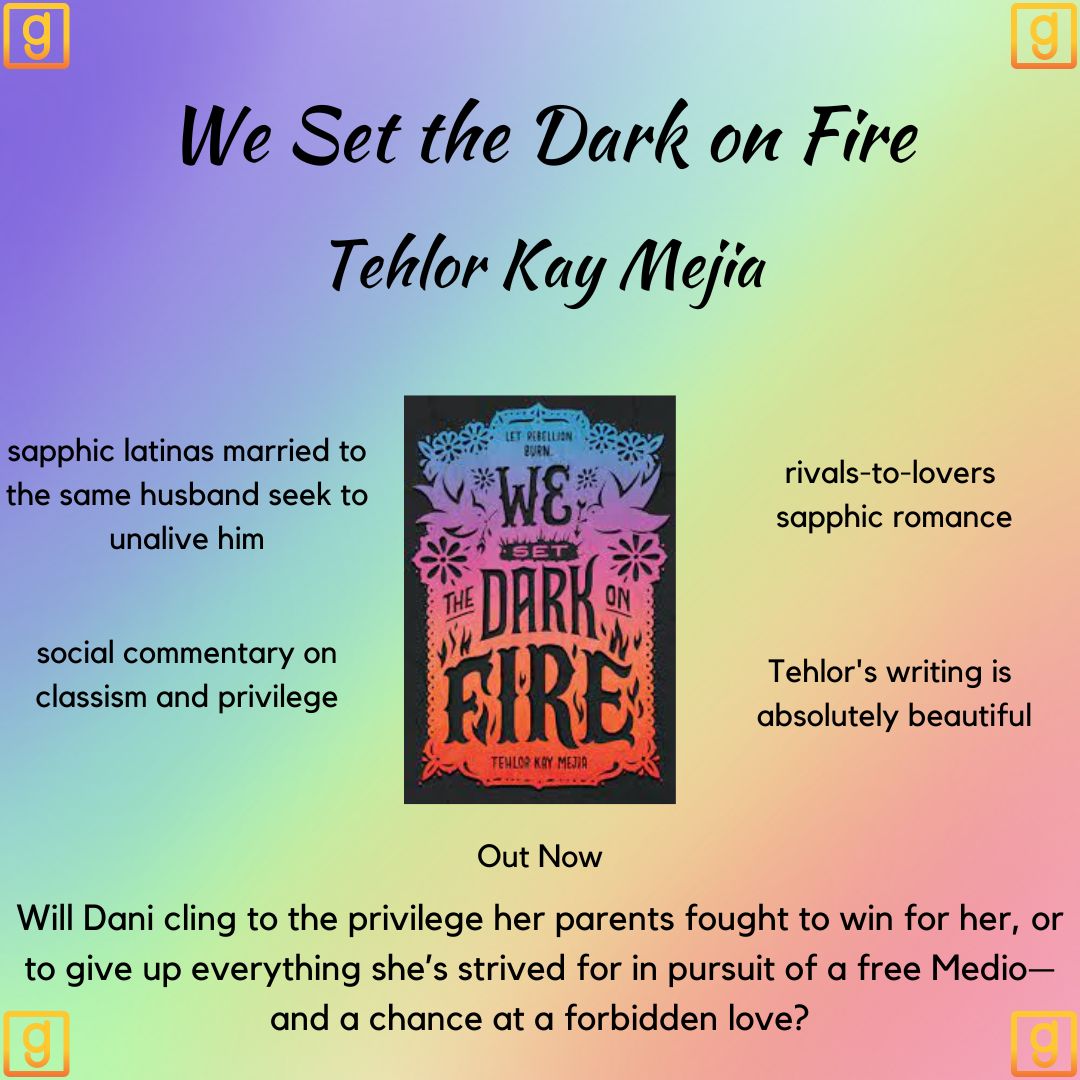 g
g
We Set the Dark on Fire
Tehlor Kay Mejia
sapphic latinas married to
the same husband seek to
unalive him
social commentary on
classism and privilege
LET REBELLION
BURN.
WE
SET
THE DARK ON
FIRE
TEHLOR KAY MEJIA
rivals-to-lovers
sapphic romance
Tehlor's writing is
absolutely beautiful
Out Now
Will Dani cling to the privilege her parents fought to win for her, or
to give up everything she’s strived for in pursuit of a free Medio—
and a chance at a forbidden love?
g
g